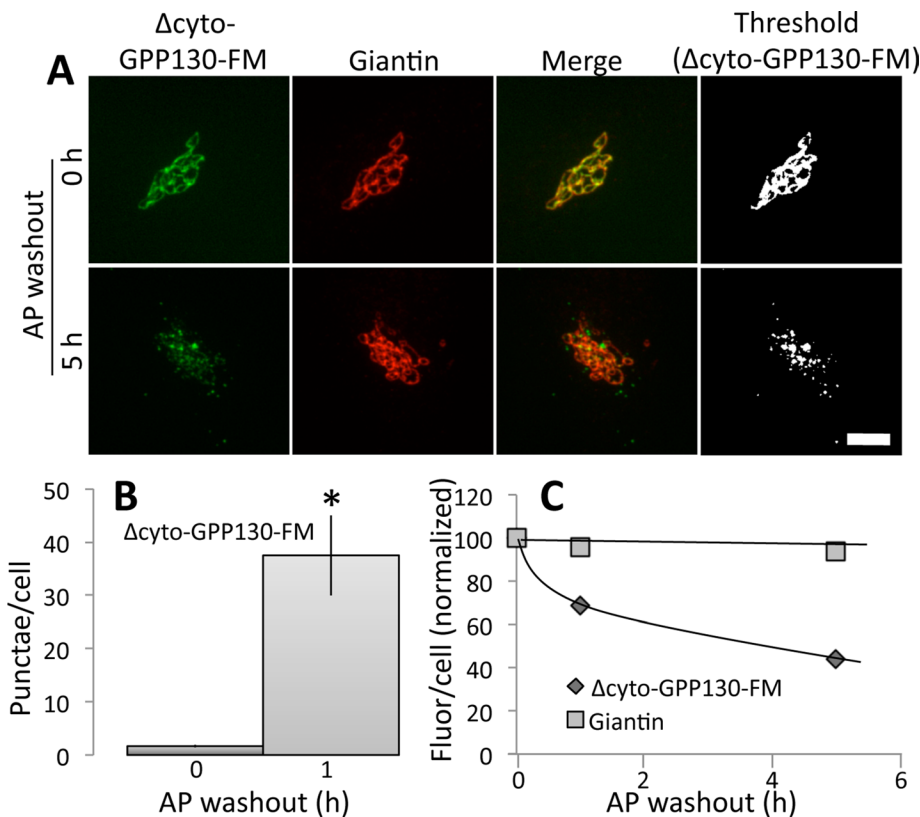 Δcyto-
GPP130-FM
Giantin
Merge
Threshold
(Δcyto-GPP130-FM)
A
AP washout
0 h
5 h
B
Δcyto-GPP130-FM
*
Punctae/cell
50
40
30
20
10
0
0
1
AP washout (h)
C
Fluor/cell (normalized)
120
100
80
60
40
20
0
Δcyto-GPP130-FM
Giantin
0
2
4
6
AP washout (h)